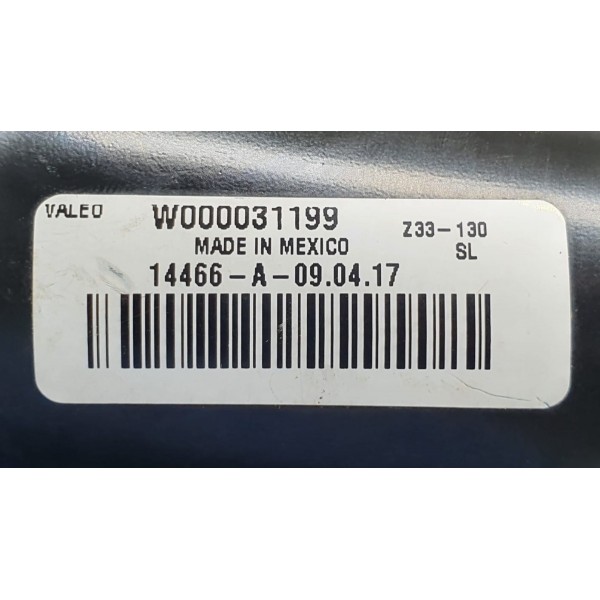 VALEO W000031199 Z33-130
MADE IN MEXICO SL
14466-A-09.04.17